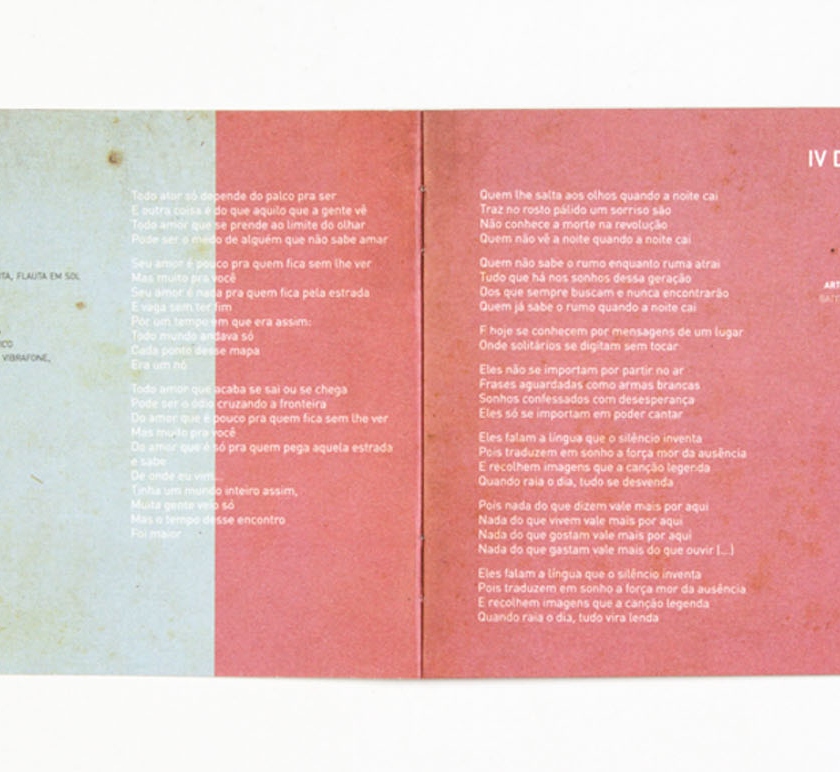 TA, FLAUTA EM SOL
ICO
VIBRAFONE,
Todo ator só depende do palco pra ser
E outra coisa é do que aquilo que a gente vê
Todo amor que se prende ao limite do olhar
Pode ser o medo de alguém que não sabe amar
Seu amor é pouco pra quem fica sem lhe ver
Mas muito pra você
Seu amor é nada pra quem fica pela estrada
E vaga sem ter fim
Por um tempo em que era assim:
Todo mundo andava só
Cada ponto desse mapa
Era um nó
Todo amor que acaba se sai ou se chega
Pode ser o ódio cruzando a fronteira
Do amor que é pouco pra quem fica sem lhe ver
Mas muito pra você
Do amor que é só pra quem pega aquela estrada
e sabe
De onde eu vim...
Tinha um mundo inteiro assim,
Muita gente veio só
Mas o tempo desse encontro
Foi maior
Quem lhe salta aos olhos quando a noite cai
Traz no rosto pálido um sorriso são
Não conhece a morte na revolução
Quem não vê a noite quando a noite cai
Quem não sabe o rumo enquanto ruma atrai
Tudo que há nos sonhos dessa geração
Dos que sempre buscam e nunca encontrarão
Quem já sabe o rumo quando a noite cai
E hoje se conhecem por mensagens de um lugar
Onde solitários se digitam sem tocar
Eles não se importam por partir no ar
Frases aguardadas como armas brancas
Sonhos confessados com desesperança
Eles só se importam em poder cantar
Eles falam a língua que o silêncio inventa
Pois traduzem em sonho a força mor da ausência
E recolhem imagens que a canção legenda
Quando raia o dia, tudo se desvenda
Pois nada do que dizem vale mais por aqui
Nada do que vivem vale mais por aqui
Nada do que gostam vale mais por aqui
Nada do que gastam vale mais do que ouvir (...)
Eles falam a língua que o silêncio inventa
Pois traduzem em sonho a força mor da ausência
E recolhem imagens que a canção legenda
Quando raia o dia, tudo vira lenda
IV D
ART